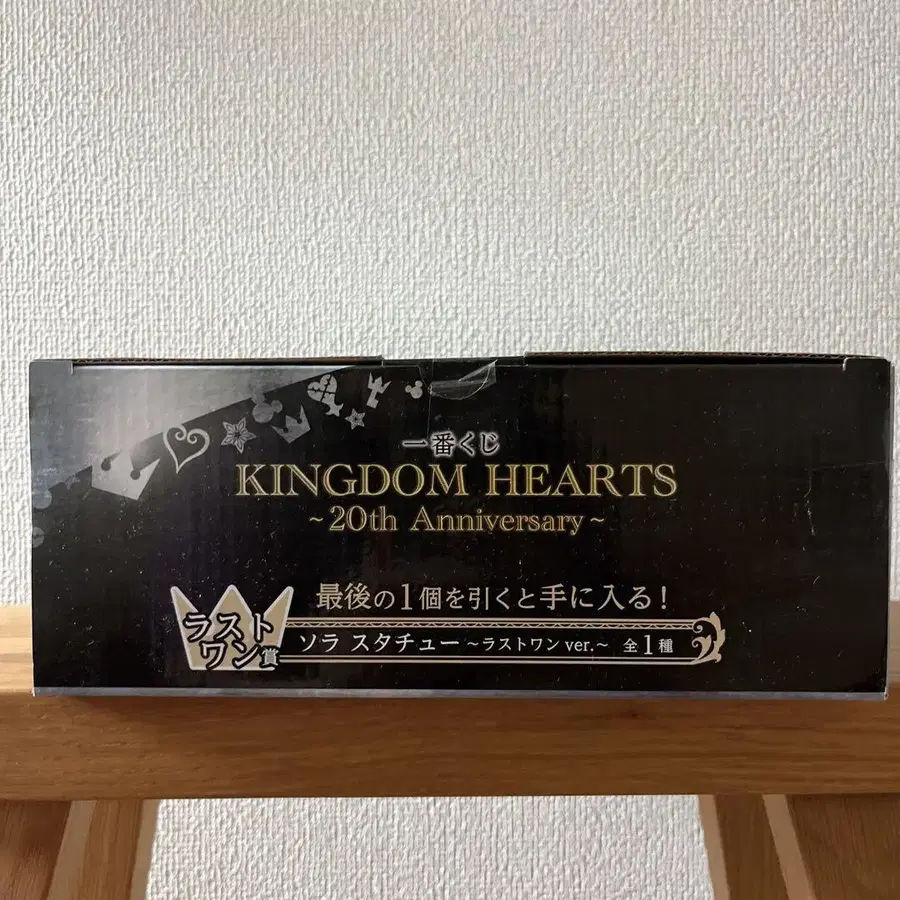 一番くじ
KINGDOM HEARTS
~20th Anniversary~
最後の1個を引くと手に入る!
ラスト
ワン賞
ソラ スタチュー ~ラストワンver.~ 全1種